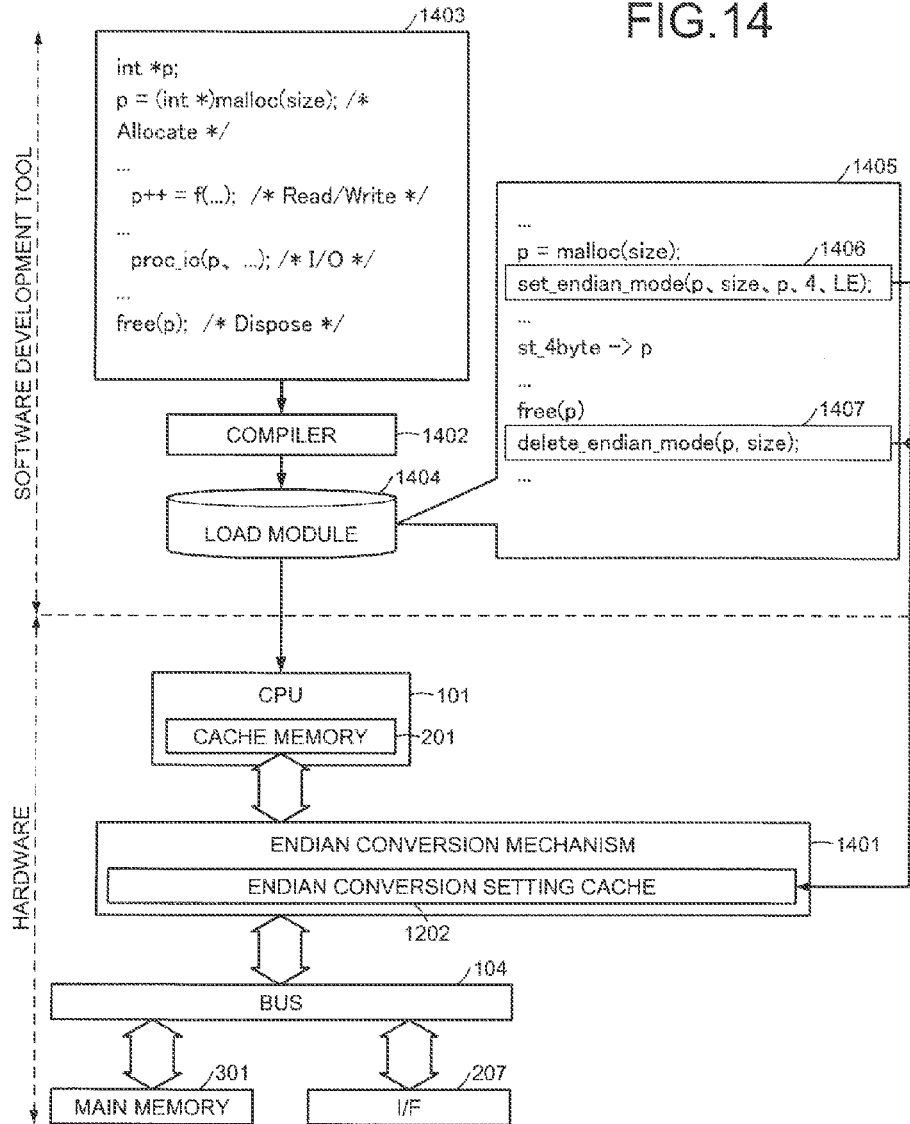 FIG.14
1403
int *p;
p = (int *)malloc(size); /*
Allocate */
...
p++ = f(...); /* Read/Write */
...
proc_io(p、 ...); /* I/O */
...
free(p); /* Dispose */
1405
...
p = malloc(size);
1406
set_endian_mode(p、size、p、4、LE);
...
st_4byte -> p
...
free(p)
1407
delete_endian_mode(p, size);
...
SOFTWARE DEVELOPMENT TOOL
COMPILER
1402
1404
LOAD MODULE
HARDWARE
CPU
101
CACHE MEMORY
201
ENDIAN CONVERSION MECHANISM
1401
ENDIAN CONVERSION SETTING CACHE
1202
104
BUS
301
MAIN MEMORY
207
I/F